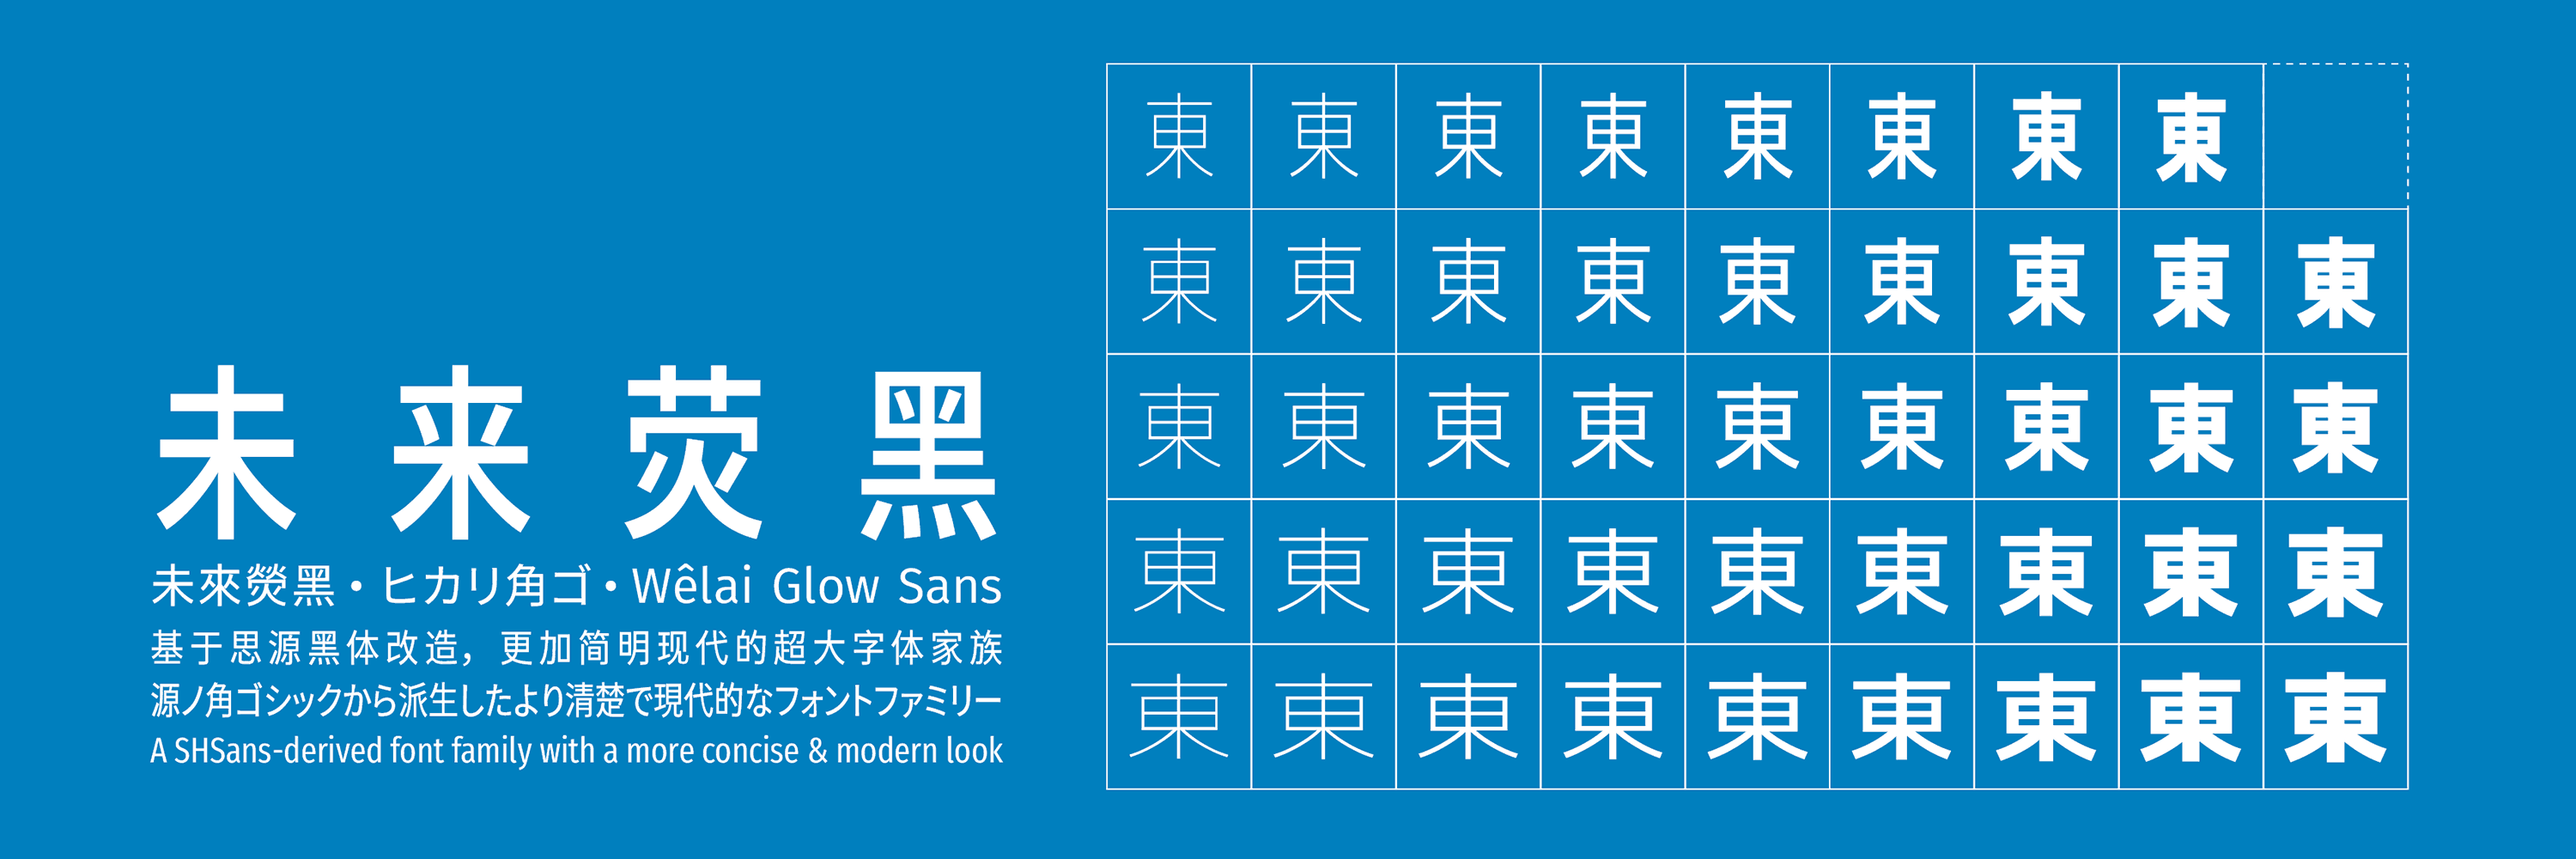 未来荧黑
未來熒黑・ヒカリ角ゴ・Wêlai Glow Sans
基于思源黑体改造，更加简明现代的超大字体家族
源ノ角ゴシックから派生したより清楚で現代的なフォントファミリー
A SHSans-derived font family with a more concise & modern look
東 東 東 東 東 東 東 東
東 東 東 東 東 東 東 東 東
東 東 東 東 東 東 東 東 東
東 東 東 東 東 東 東 東 東
東 東 東 東 東 東 東 東 東